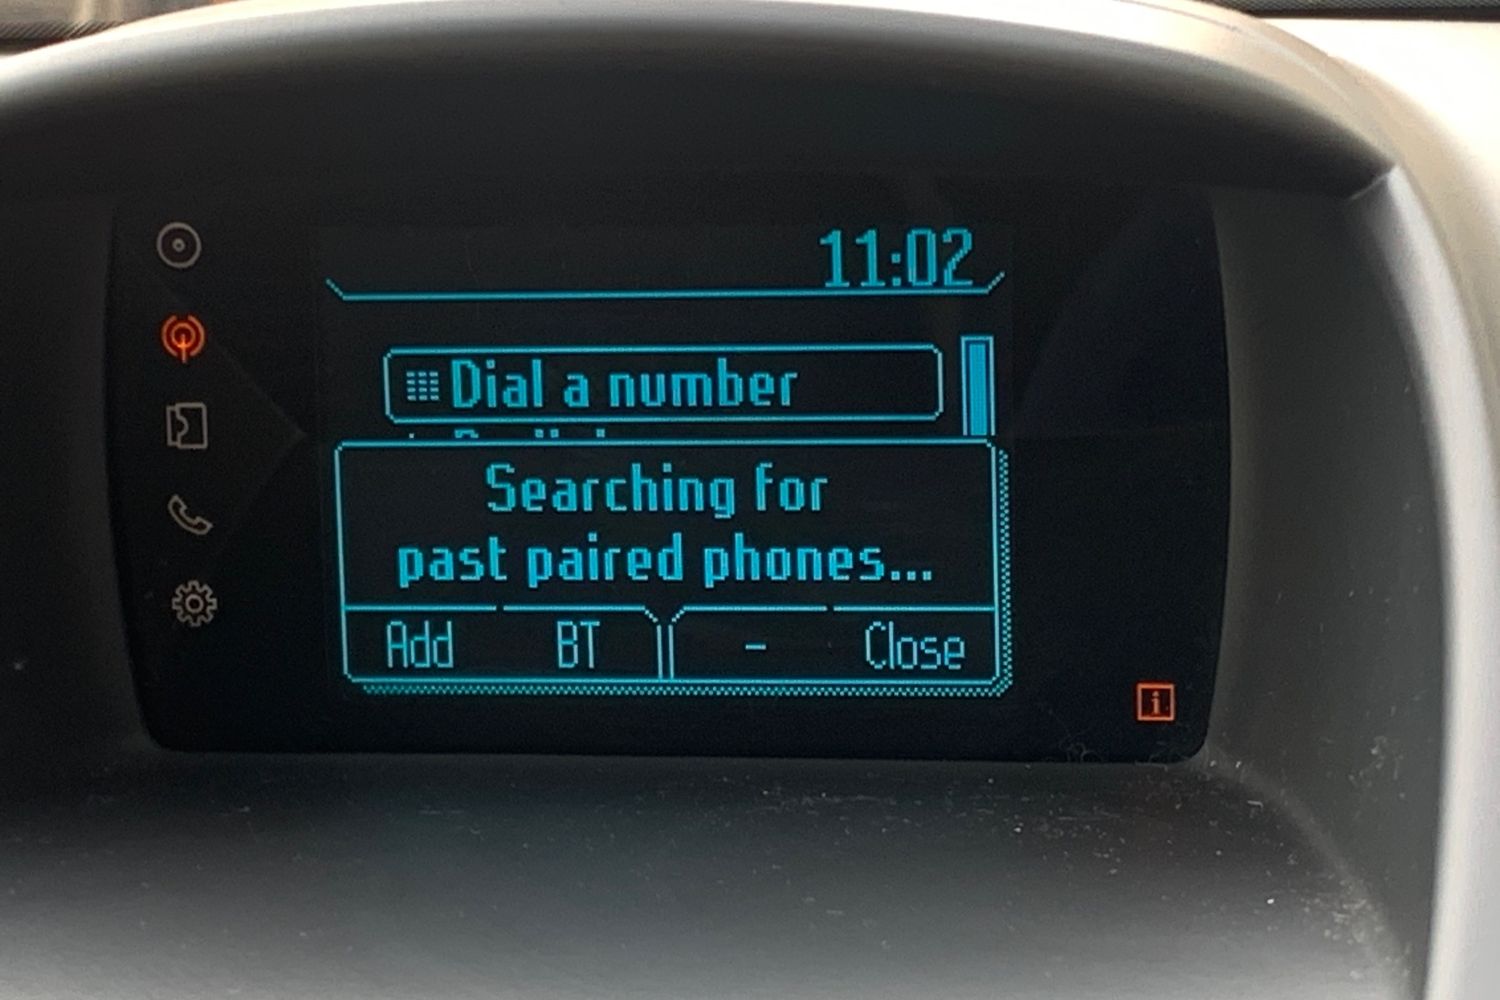 11:02
Dial a number
Searching for
past paired phones...
Add BT - Close
i